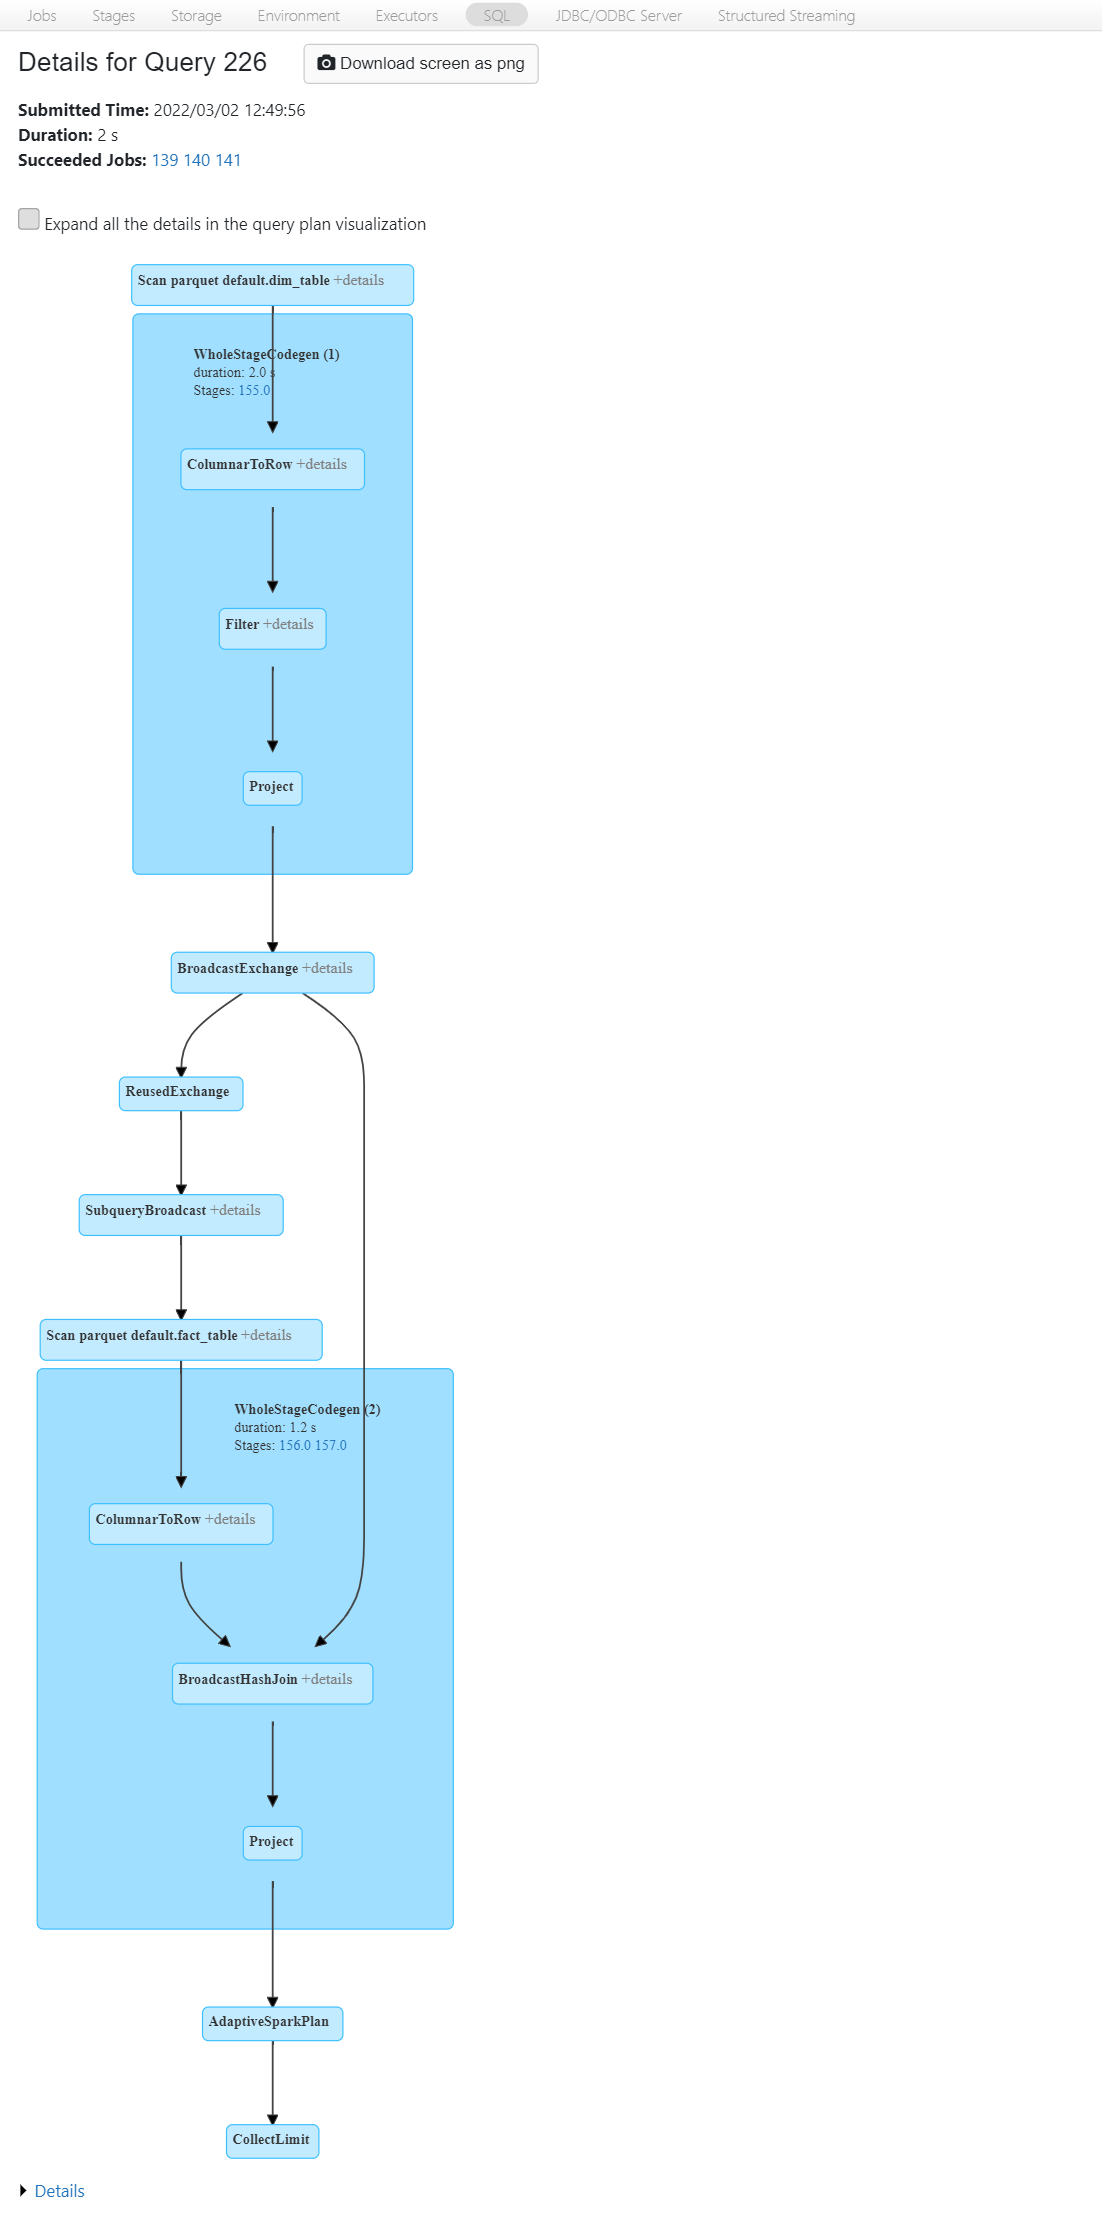 Jobs Stages Storage Environment Executors SQL JDBC/ODBC Server Structured Streaming
Details for Query 226
Download screen as png
Submitted Time: 2022/03/02 12:49:56
Duration: 2 s
Succeeded Jobs: 139 140 141
Expand all the details in the query plan visualization
Scan parquet default.dim_table +details
WholeStageCodegen (1)
duration: 2.0 s
Stages: 155.0
ColumnarToRow +details
Filter +details
Project
BroadcastExchange +details
ReusedExchange
SubqueryBroadcast +details
Scan parquet default.fact_table +details
WholeStageCodegen (2)
duration: 1.2 s
Stages: 156.0 157.0
ColumnarToRow +details
BroadcastHashJoin +details
Project
AdaptiveSparkPlan
CollectLimit
Details